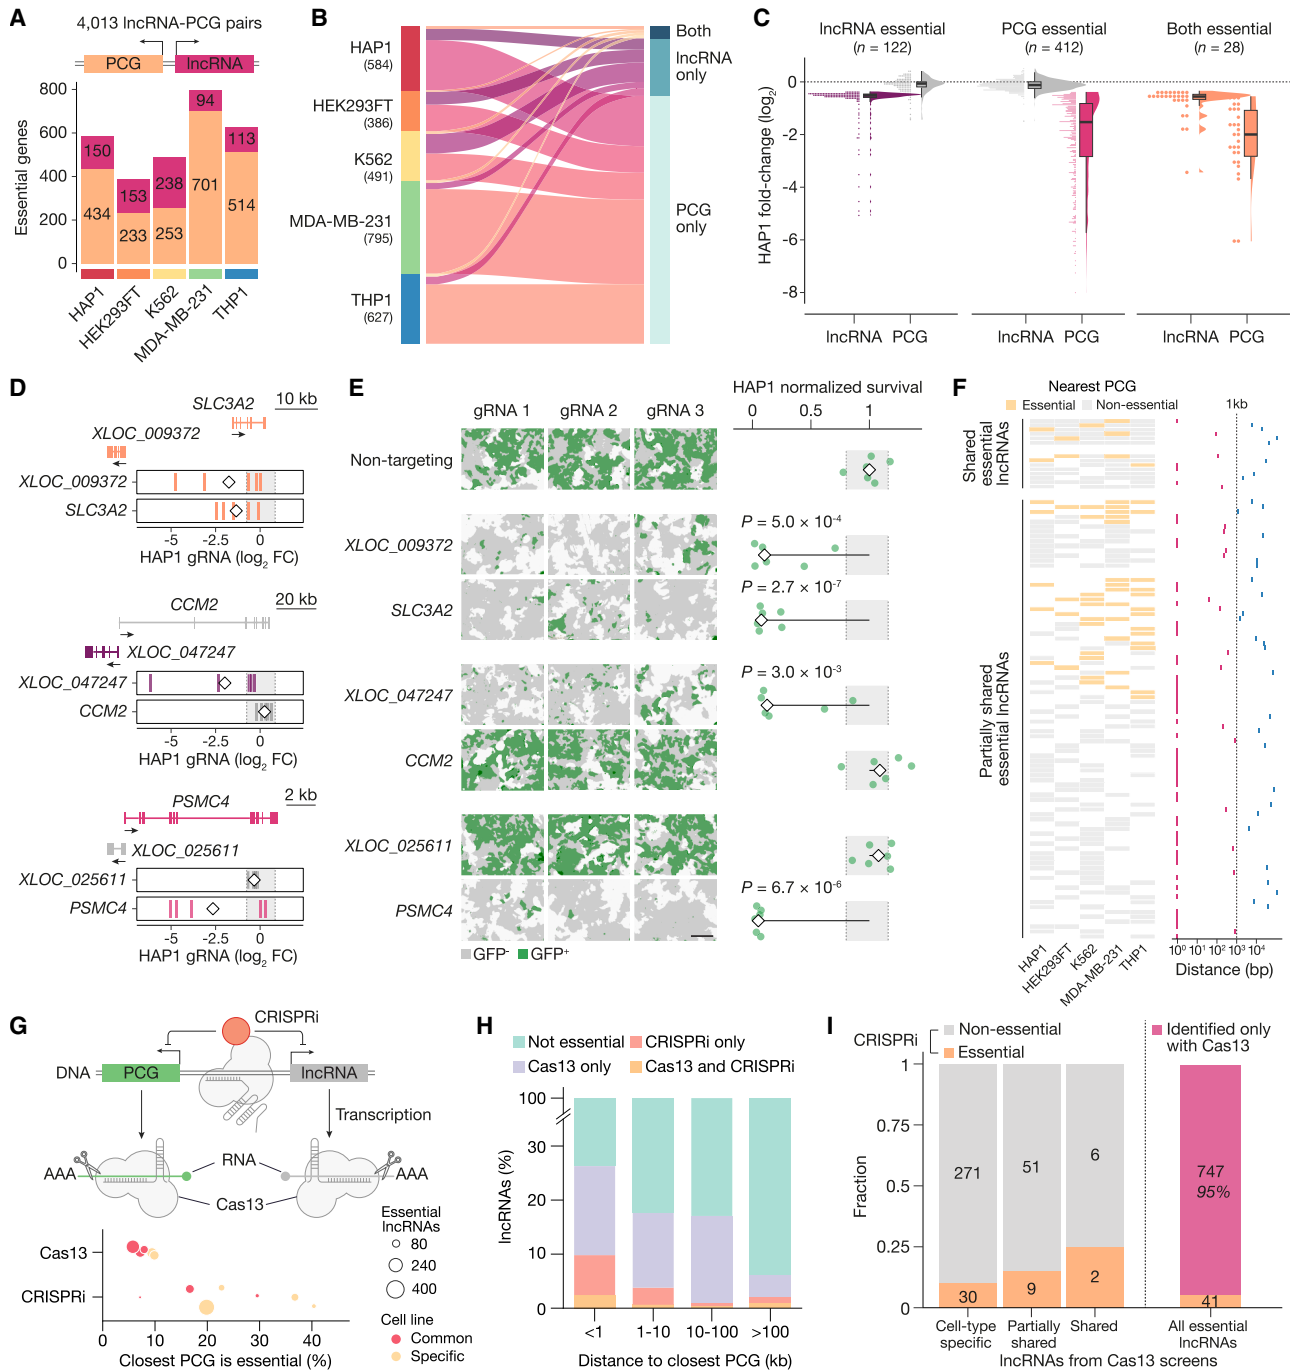 A
4,013 lncRNA-PCG pairs
PCG
lncRNA
Essential genes
800
600
400
200
0
150
434
153
233
238
253
94
701
113
514
HAP1
HEK293FT
K562
MDA-MB-231
THP1
B
HAP1
(584)
HEK293FT
(386)
K562
(491)
MDA-MB-231
(795)
THP1
(627)
Both
lncRNA
only
PCG
only
C
lncRNA essential
(n = 122)
PCG essential
(n = 412)
Both essential
(n = 28)
HAP1 fold-change (log2)
0
-2
-4
-6
-8
lncRNA PCG
lncRNA PCG
lncRNA PCG
D
SLC3A2
10 kb
XLOC_009372
XLOC_009372
SLC3A2
-5 -2.5 0
HAP1 gRNA (log2 FC)
CCM2
20 kb
XLOC_047247
XLOC_047247
CCM2
-5 -2.5 0
HAP1 gRNA (log2 FC)
PSMC4
2 kb
XLOC_025611
XLOC_025611
PSMC4
-5 -2.5 0
HAP1 gRNA (log2 FC)
E
gRNA 1 gRNA 2 gRNA 3
HAP1 normalized survival
0 0.5 1
Non-targeting
XLOC_009372
P = 5.0 × 10-4
SLC3A2
P = 2.7 × 10-7
XLOC_047247
P = 3.0 × 10-3
CCM2
XLOC_025611
PSMC4
P = 6.7 × 10-6
GFP- GFP+
F
Nearest PCG
Essential Non-essential
1kb
Shared
essential
lncRNAs
Partially shared
essential lncRNAs
HAP1
HEK293FT
K562
MDA-MB-231
THP1
100 101 102 103 104
Distance (bp)
G
CRISPRi
DNA
PCG
lncRNA
Transcription
AAA
RNA
AAA
Cas13
Essential
lncRNAs
80
240
400
Cell line
Common
Specific
Cas13
CRISPRi
0 10 20 30 40
Closest PCG is essential (%)
H
Not essential CRISPRi only
Cas13 only Cas13 and CRISPRi
lncRNAs (%)
100
30
20
10
0
<1 1-10 10-100 >100
Distance to closest PCG (kb)
I
CRISPRi
Non-essential
Essential
Identified only
with Cas13
Fraction
1
0.75
0.5
0.25
0
271
30
51
9
6
2
747
95%
41
Cell-type
specific
Partially
shared
Shared
All essential
lncRNAs
lncRNAs from Cas13 screens